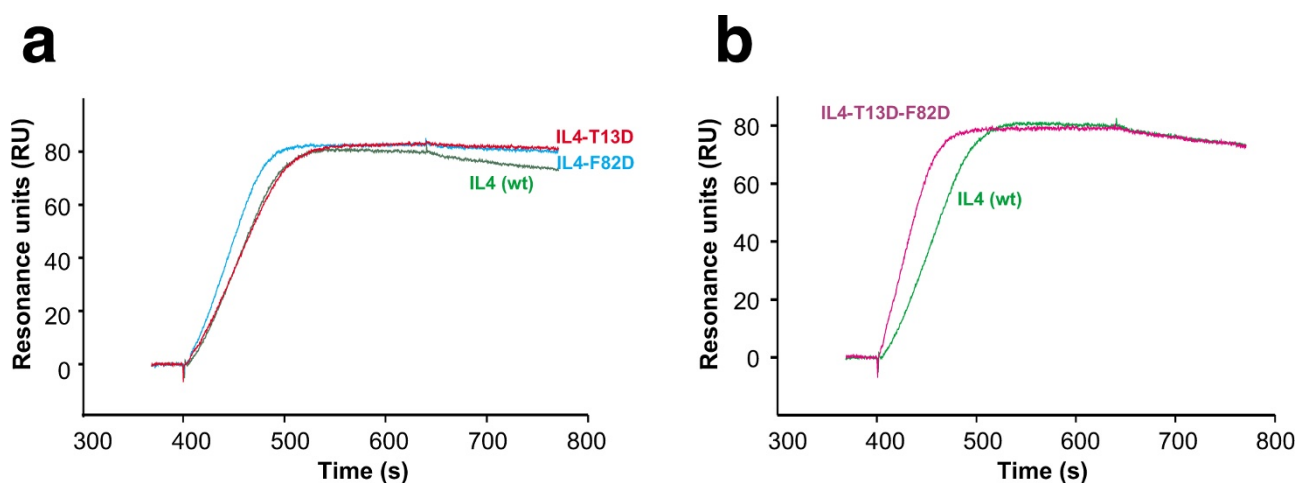 a
Resonance units (RU)
80
60
40
20
0
IL4-T13D
IL4-F82D
IL4 (wt)
300 400 500 600 700 800
Time (s)
b
Resonance units (RU)
80
60
40
20
0
IL4-T13D-F82D
IL4 (wt)
300 400 500 600 700 800
Time (s)